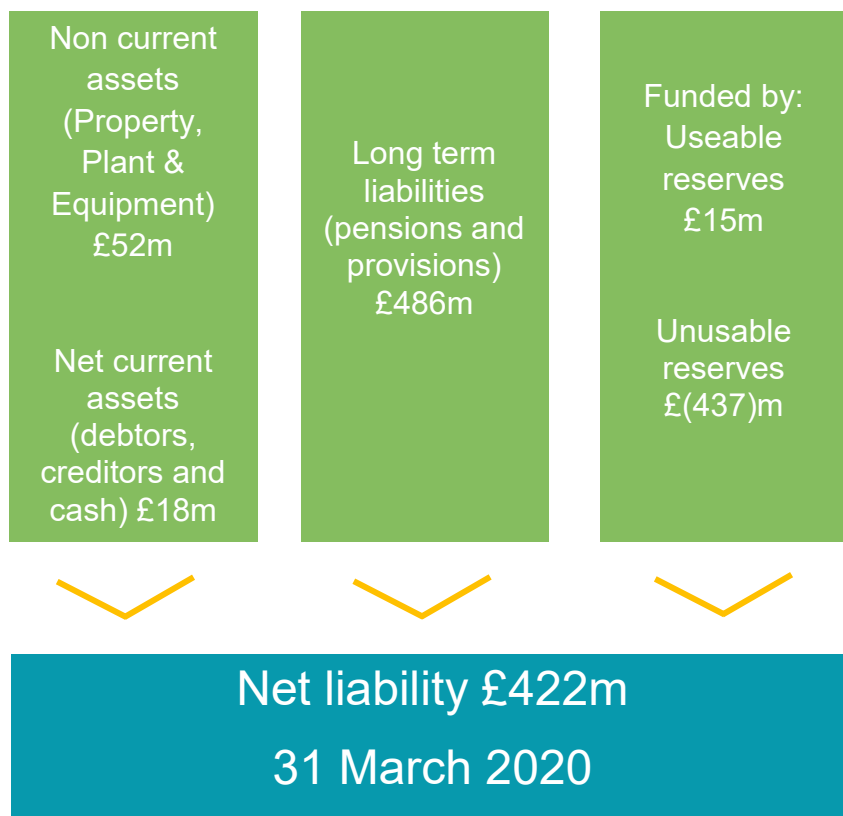 Non current
assets
(Property,
Plant &
Equipment)
£52m
Net current
assets
(debtors,
creditors and
cash) £18m
Long term
liabilities
(pensions and
provisions)
£486m
Funded by:
Useable
reserves
£15m
Unusable
reserves
£(437)m
Net liability £422m
31 March 2020